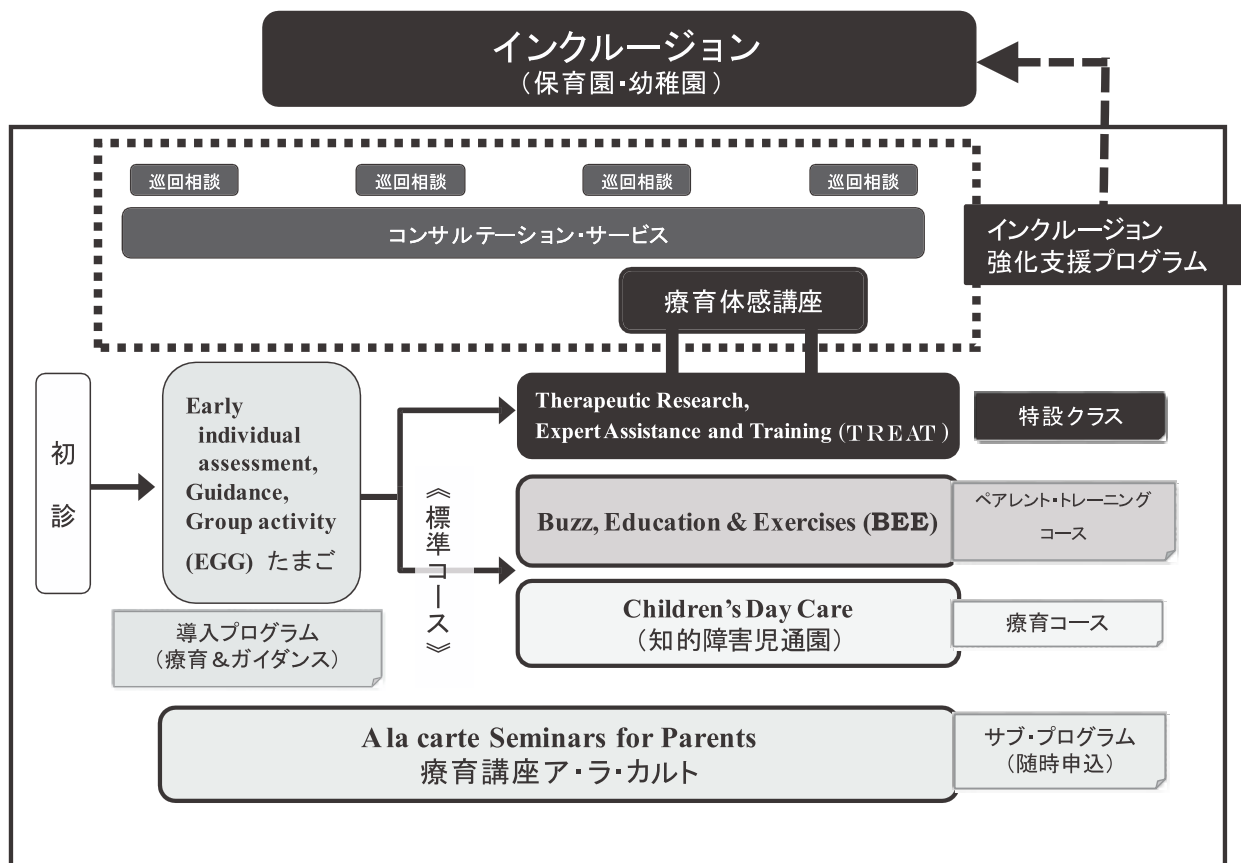 インクルージョン
(保育園・幼稚園)
巡回相談
巡回相談
巡回相談
巡回相談
コンサルテーション・サービス
インクルージョン
強化支援プログラム
療育体感講座
初診
Early
individual
assessment,
Guidance,
Group activity
(EGG) たまご
導入プログラム
(療育&ガイダンス)
《標準コース》
Therapeutic Research,
Expert Assistance and Training (TREAT)
特設クラス
Buzz, Education & Exercises (BEE)
ペアレント・トレーニング
コース
Children's Day Care
(知的障害児通園)
療育コース
A la carte Seminars for Parents
療育講座ア・ラ・カルト
サブ・プログラム
(随時申込)